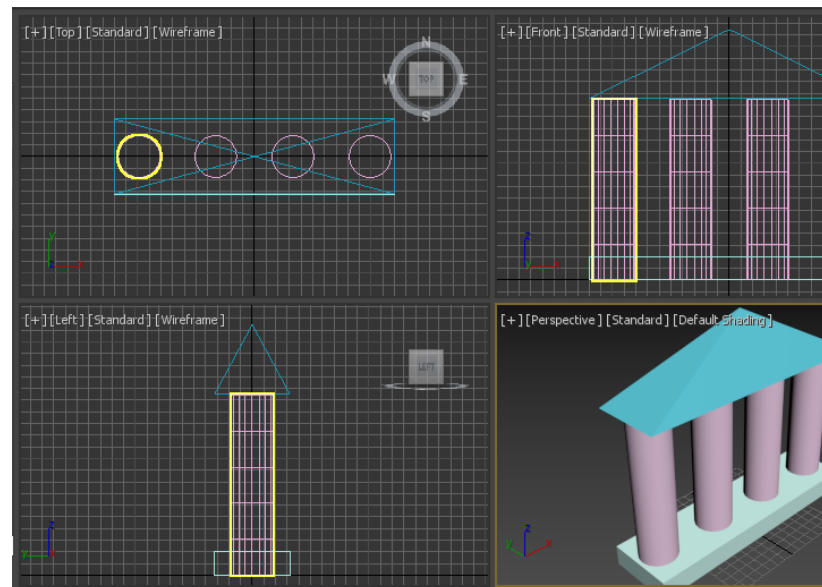 [+] [Top] [Standard] [Wireframe]
N
W
TOP
E
S
y
z
x
[+] [Front] [Standard] [Wireframe]
z
y
x
[+] [Left] [Standard] [Wireframe]
LEFT
z
y
x
[+] [Perspective] [Standard] [Default Shading]
z
y
x